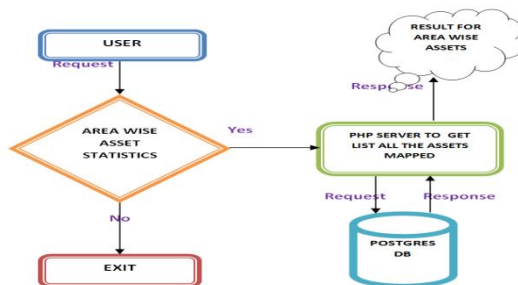 USER
Request
AREA WISE
ASSET
STATISTICS
Yes
No
EXIT
RESULT FOR
AREA WISE
ASSETS
Response
PHP SERVER TO GET
LIST ALL THE ASSETS
MAPPED
Request
Response
POSTGRES
DB